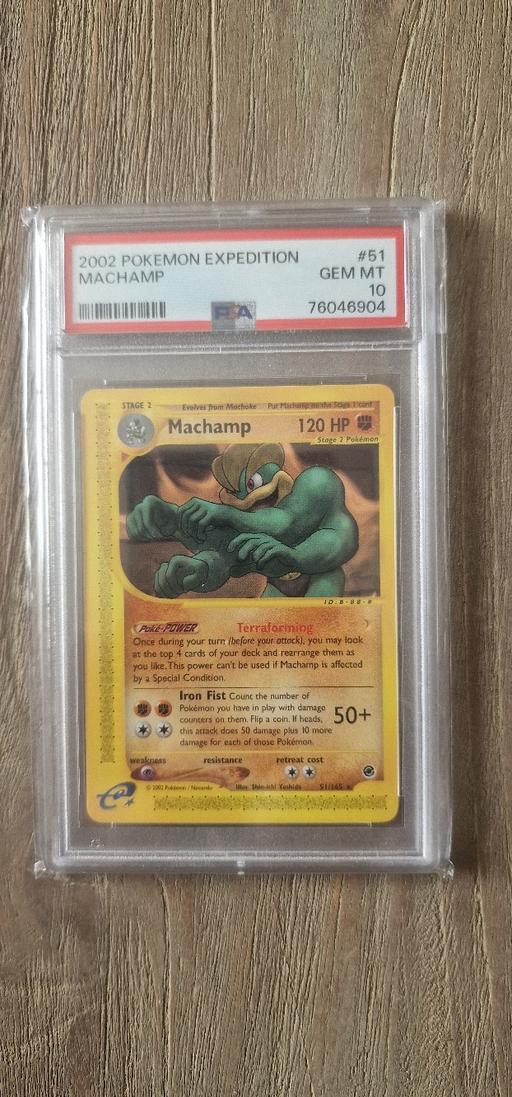 2002 POKEMON EXPEDITION #51
MACHAMP GEM MT
10
PSA 76046904
STAGE 2 Evolves from Machoke Put Machamp on the Stage 1 card
Machamp 120 HP
Stage 2 Pokémon
Poké-POWER Terraforming
Once during your turn (before your attack), you may look
at the top 4 cards of your deck and rearrange them as
you like. This power can't be used if Machamp is affected
by a Special Condition.
Iron Fist Count the number of
Pokémon you have in play with damage
counters on them. Flip a coin. If heads,
this attack does 50 damage plus 10 more
damage for each of those Pokémon.
50+
weakness resistance retreat cost
© 2002 Pokémon / Nintendo Illus. Shin-ichi Yoshida 51/165
e